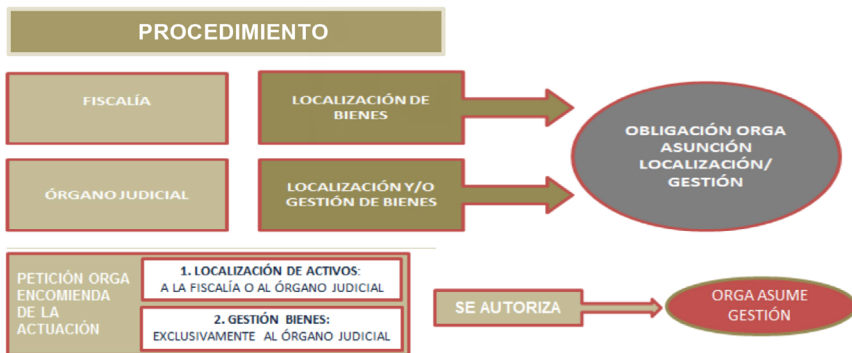 PROCEDIMIENTO
FISCALÍA
LOCALIZACIÓN DE
BIENES
OBLIGACIÓN ORGA
ASUNCIÓN
LOCALIZACIÓN/
GESTIÓN
ÓRGANO JUDICIAL
LOCALIZACIÓN Y/O
GESTIÓN DE BIENES
PETICIÓN ORGA
ENCOMIENDA
DE LA
ACTUACIÓN
1. LOCALIZACIÓN DE ACTIVOS:
A LA FISCALÍA O AL ÓRGANO JUDICIAL
2. GESTIÓN BIENES:
EXCLUSIVAMENTE AL ÓRGANO JUDICIAL
SE AUTORIZA
ORGA ASUME
GESTIÓN